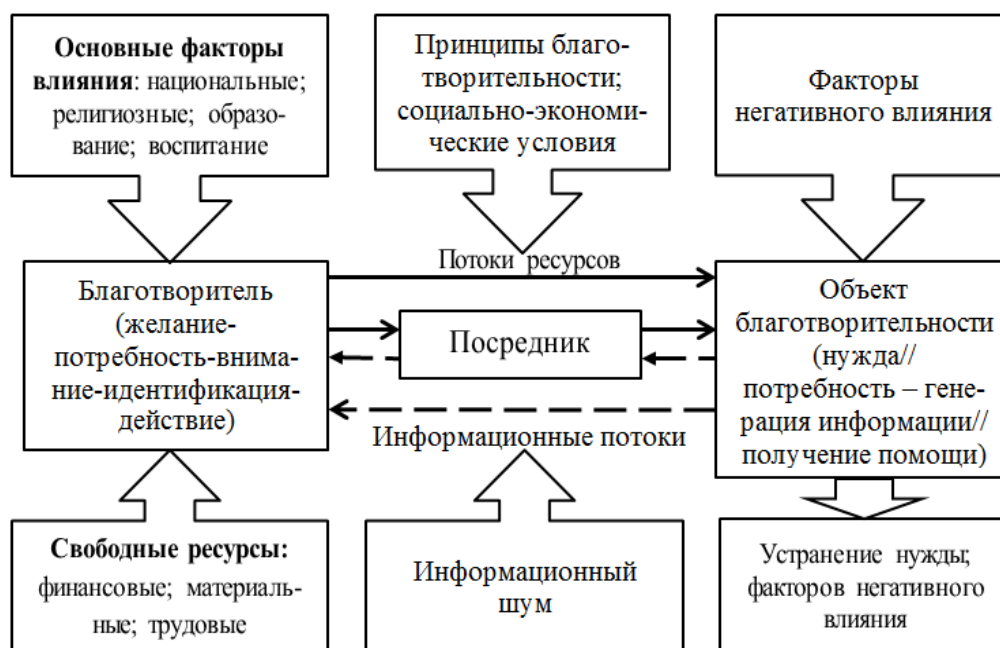 Основные факторы
влияния: национальные;
религиозные; образо-
вание; воспитание
Принципы благо-
творительности;
социально-экономи-
ческие условия
Факторы
негативного влияния
Потоки ресурсов
Благотворитель
(желание-
потребность-внима-
ние-идентификация-
действие)
Посредник
Объект
благотворительности
(нужда//
потребность – гене-
рация информации//
получение помощи)
Информационные потоки
Свободные ресурсы:
финансовые; материаль-
ные; трудовые
Информационный
шум
Устранение нужды;
факторов негативного
влияния